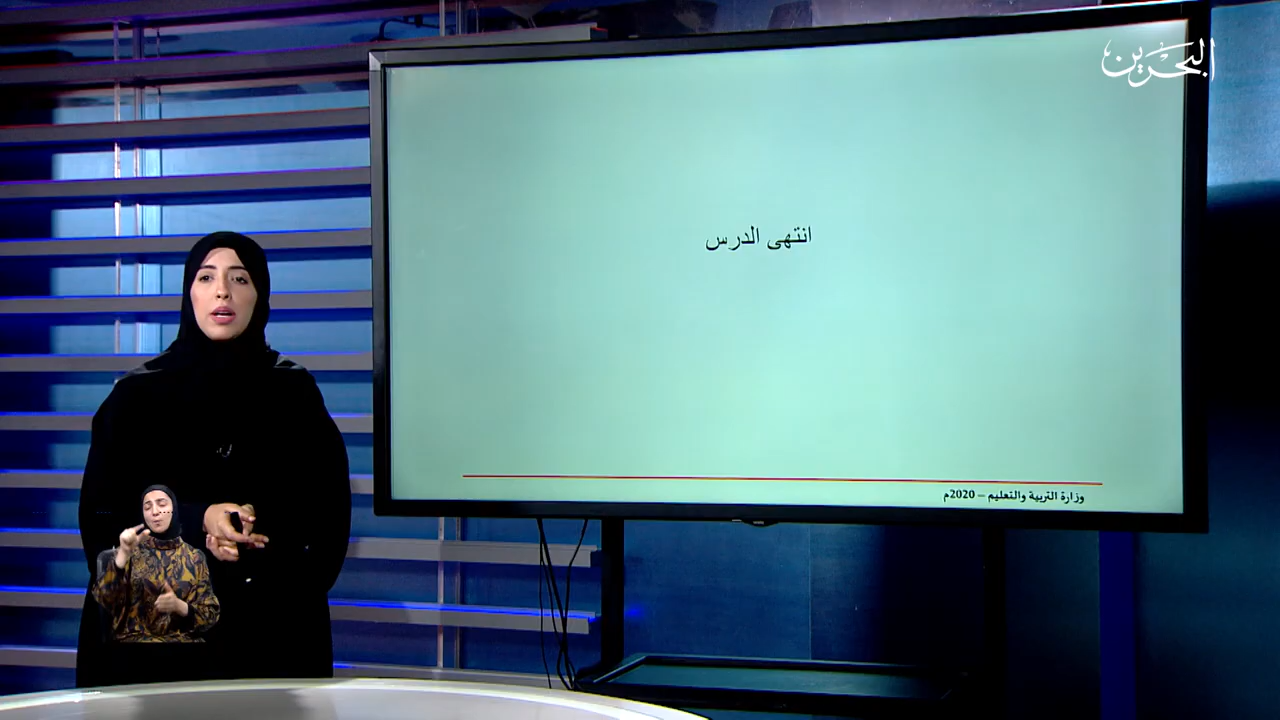 البحرين
انتهى الدرس
وزارة التربية والتعليم – 2020م